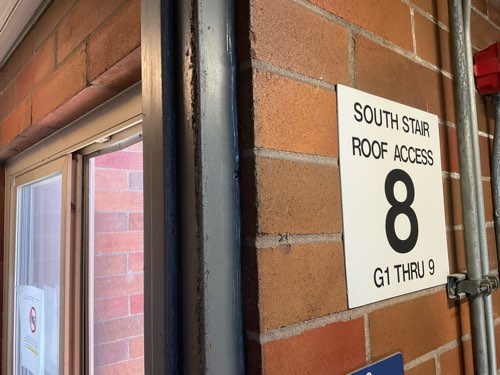 SOUTH STAIR
ROOF ACCESS
8
G1 THRU 9